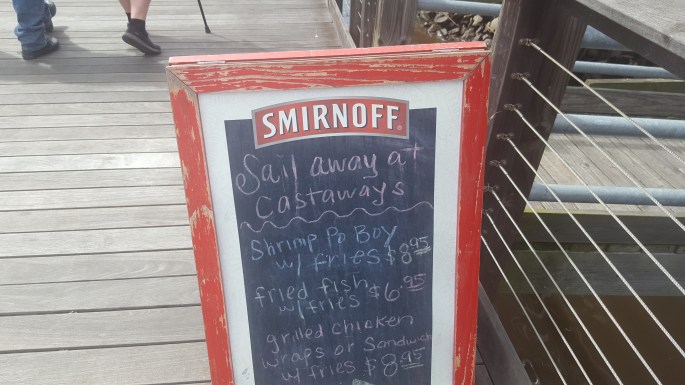 SMIRNOFF
Sail away at
Castaways
Shrimp Po Boy
w/ fries $8.95
fried fish
w/fries $6.95
grilled chicken
wraps or Sandwich
w/ fries $8.95